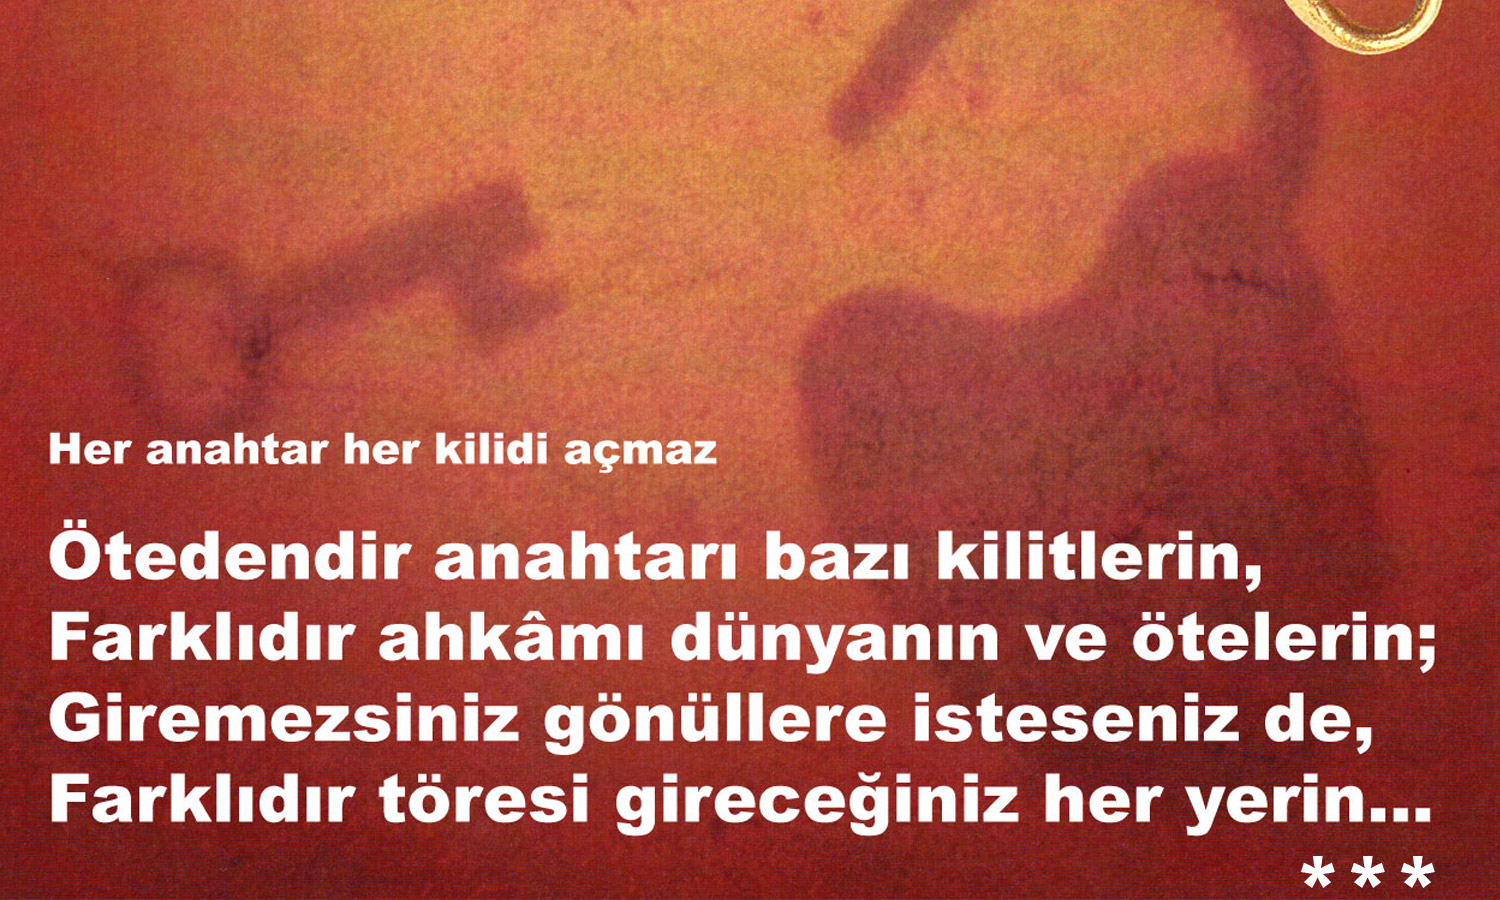 Her anahtar her kilidi açmaz
Ötedendir anahtarı bazı kilitlerin,
Farklıdır ahkâmı dünyanın ve ötelerin;
Giremezsiniz gönüllere isteseniz de,
Farklıdır töresi gireceğiniz her yerin...
***